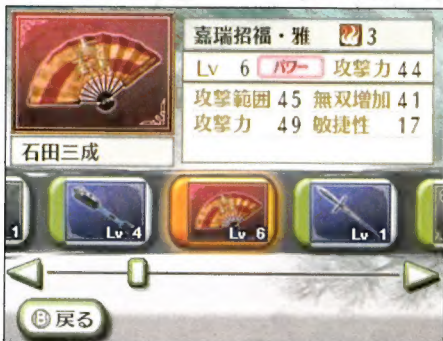 嘉瑞招福・雅 3
Lv 6 パワー 攻撃力 44
攻撃範囲 45 無双増加 41
攻撃力 49 敏捷性 17
石田三成
1 Lv 4 Lv 6 Lv 1
Ⓑ戻る